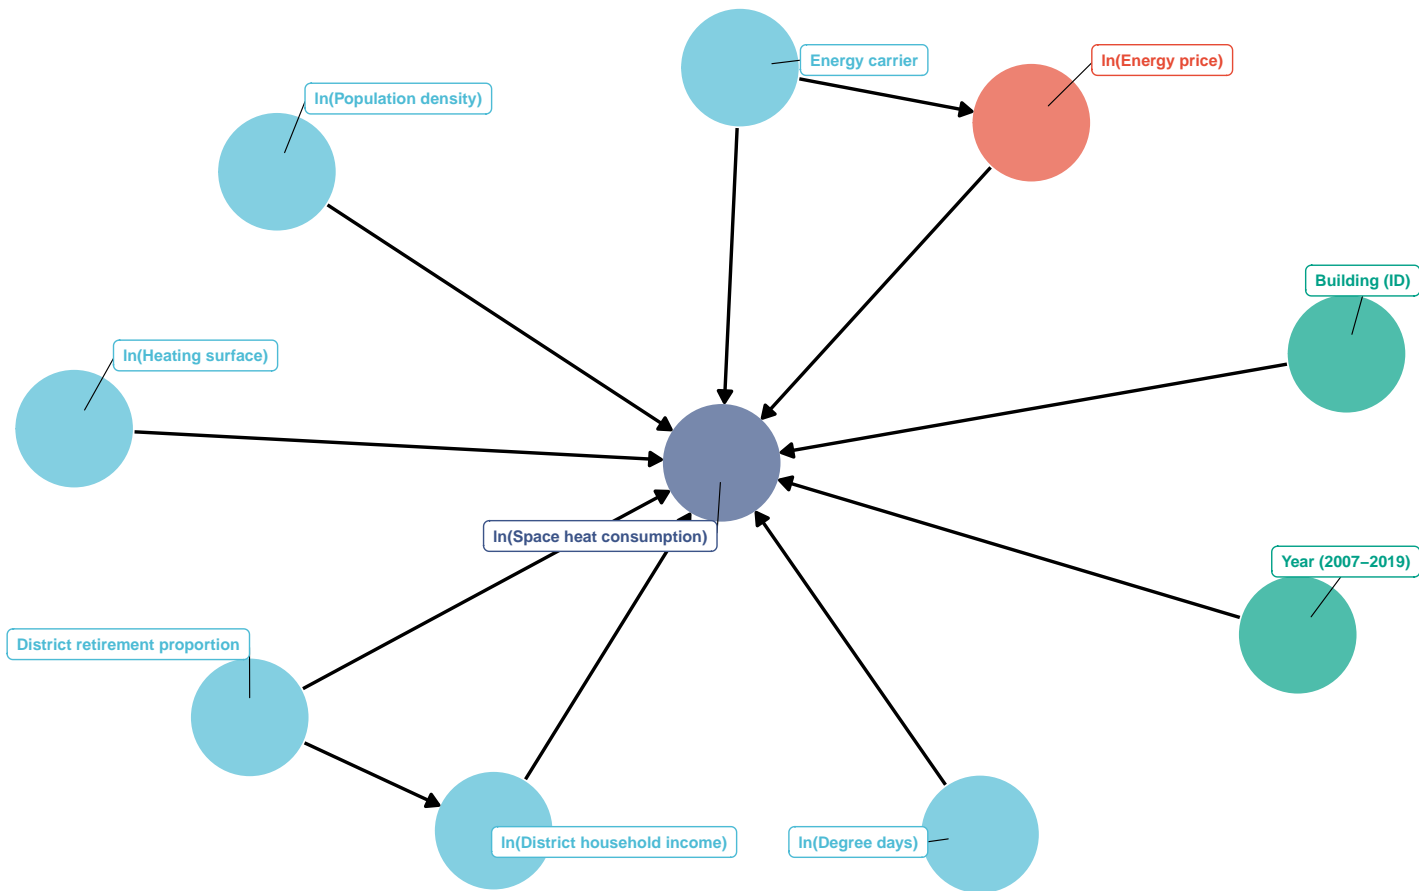 Energy carrier
ln(Energy price)
ln(Population density)
Building (ID)
ln(Heating surface)
ln(Space heat consumption)
Year (2007–2019)
District retirement proportion
ln(District household income)
ln(Degree days)